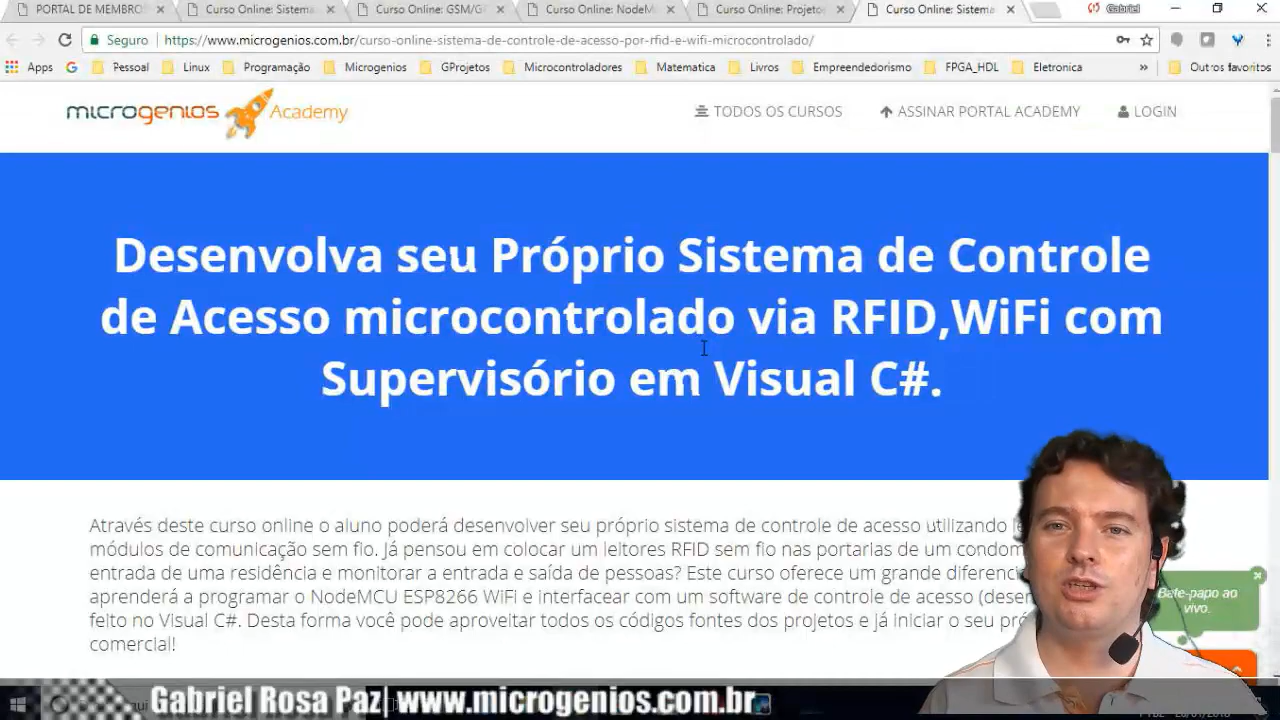 PORTAL DE MEMBRO
Curso Online: Sistema
Curso Online: GSM/G
Curso Online: NodeM
Curso Online: Projeto
Curso Online: Sistema
Gabriel
Seguro
https://www.microgenios.com.br/curso-online-sistema-de-controle-de-acesso-por-rfid-e-wifi-microcontrolado/
Apps
Pessoal
Linux
Programação
Microgenios
Projetos
Microcontroladores
Matematica
Livros
Empreendedorismo
FPGA_HDL
Eletronica
»
Outros favoritos
microgenios Academy
TODOS OS CURSOS
ASSINAR PORTAL ACADEMY
LOGIN
Desenvolva seu Próprio Sistema de Controle
de Acesso microcontrolado via RFID,WiFi com
Supervisório em Visual C#.
Através deste curso online o aluno poderá desenvolver seu próprio sistema de controle de acesso utilizando
módulos de comunicação sem fio. Já pensou em colocar um leitores RFID sem fio nas portarias de um condom
entrada de uma residência e monitorar a entrada e saída de pessoas? Este curso oferece um grande diferenc
aprenderá a programar o NodeMCU ESP8266 WiFi e interfacear com um software de controle de acesso (desen
feito no Visual C#. Desta forma você pode aproveitar todos os códigos fontes dos projetos e já iniciar o seu pró
comercial!
Bate-papo ao
vivo.
Gabriel Rosa Paz| www.microgenios.com.br